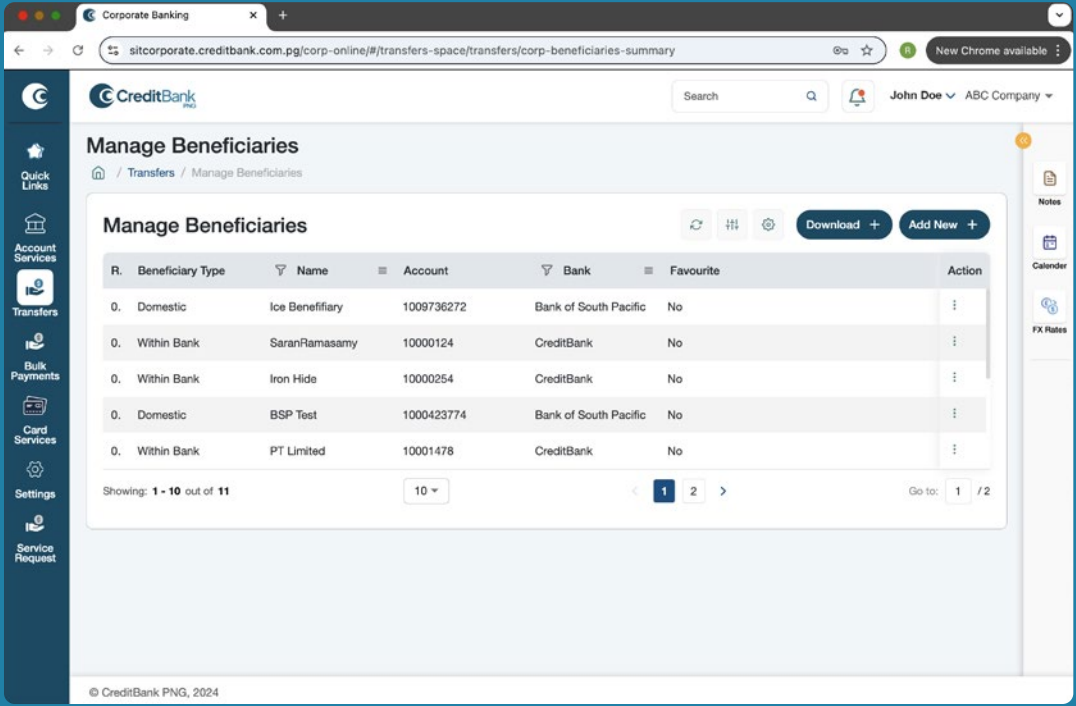 Corporate Banking
sitcorporate.creditbank.com.pg/corp-online/#/transfers-space/transfers/corp-beneficiaries-summary
R
New Chrome available
CreditBank
PNG
Search
John Doe
ABC Company
Quick
Links
Account
Services
Transfers
Bulk
Payments
Card
Services
Settings
Service
Request
Manage Beneficiaries
/ Transfers / Manage Beneficiaries
Manage Beneficiaries
Download +
Add New +
R. Beneficiary Type Name Account Bank Favourite Action
0. Domestic Ice Benefifiary 1009736272 Bank of South Pacific No
0. Within Bank SaranRamasamy 10000124 CreditBank No
0. Within Bank Iron Hide 10000254 CreditBank No
0. Domestic BSP Test 1000423774 Bank of South Pacific No
0. Within Bank PT Limited 10001478 CreditBank No
Showing: 1 - 10 out of 11 10 1 2 Go to: 1 / 2
Notes
Calender
FX Rates
© CreditBank PNG, 2024